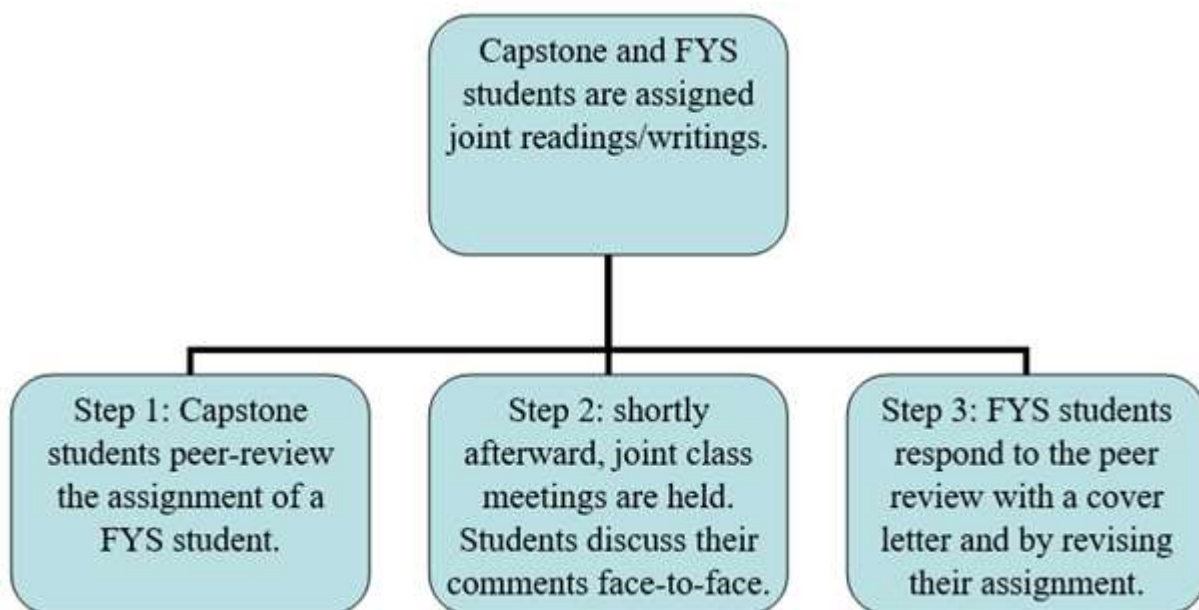 Capstone and FYS
students are assigned
joint readings/writings.
Step 1: Capstone
students peer-review
the assignment of a
FYS student.
Step 2: shortly
afterward, joint class
meetings are held.
Students discuss their
comments face-to-face.
Step 3: FYS students
respond to the peer
review with a cover
letter and by revising
their assignment.